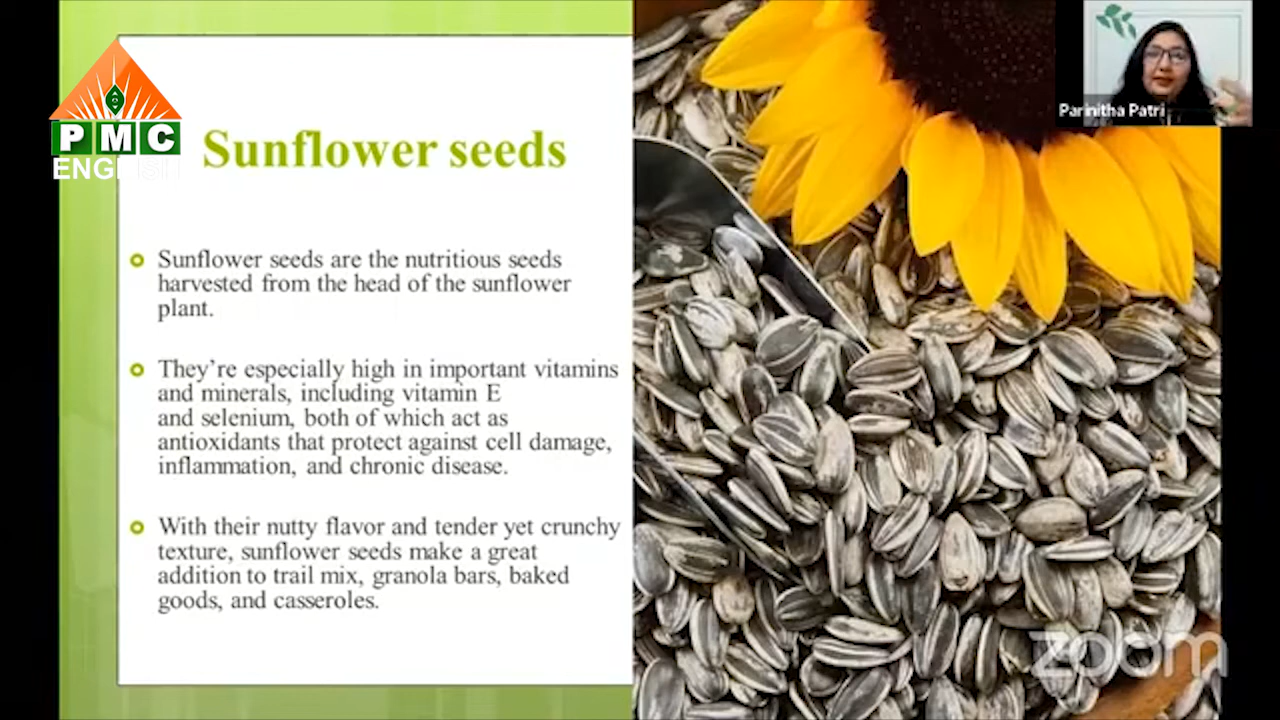 PMC
ENGLISH
Parinitha Patri
Sunflower seeds
Sunflower seeds are the nutritious seeds
harvested from the head of the sunflower
plant.
They're especially high in important vitamins
and minerals, including vitamin E
and selenium, both of which act as
antioxidants that protect against cell damage,
inflammation, and chronic disease.
With their nutty flavor and tender yet crunchy
texture, sunflower seeds make a great
addition to trail mix, granola bars, baked
goods, and casseroles.
zoom